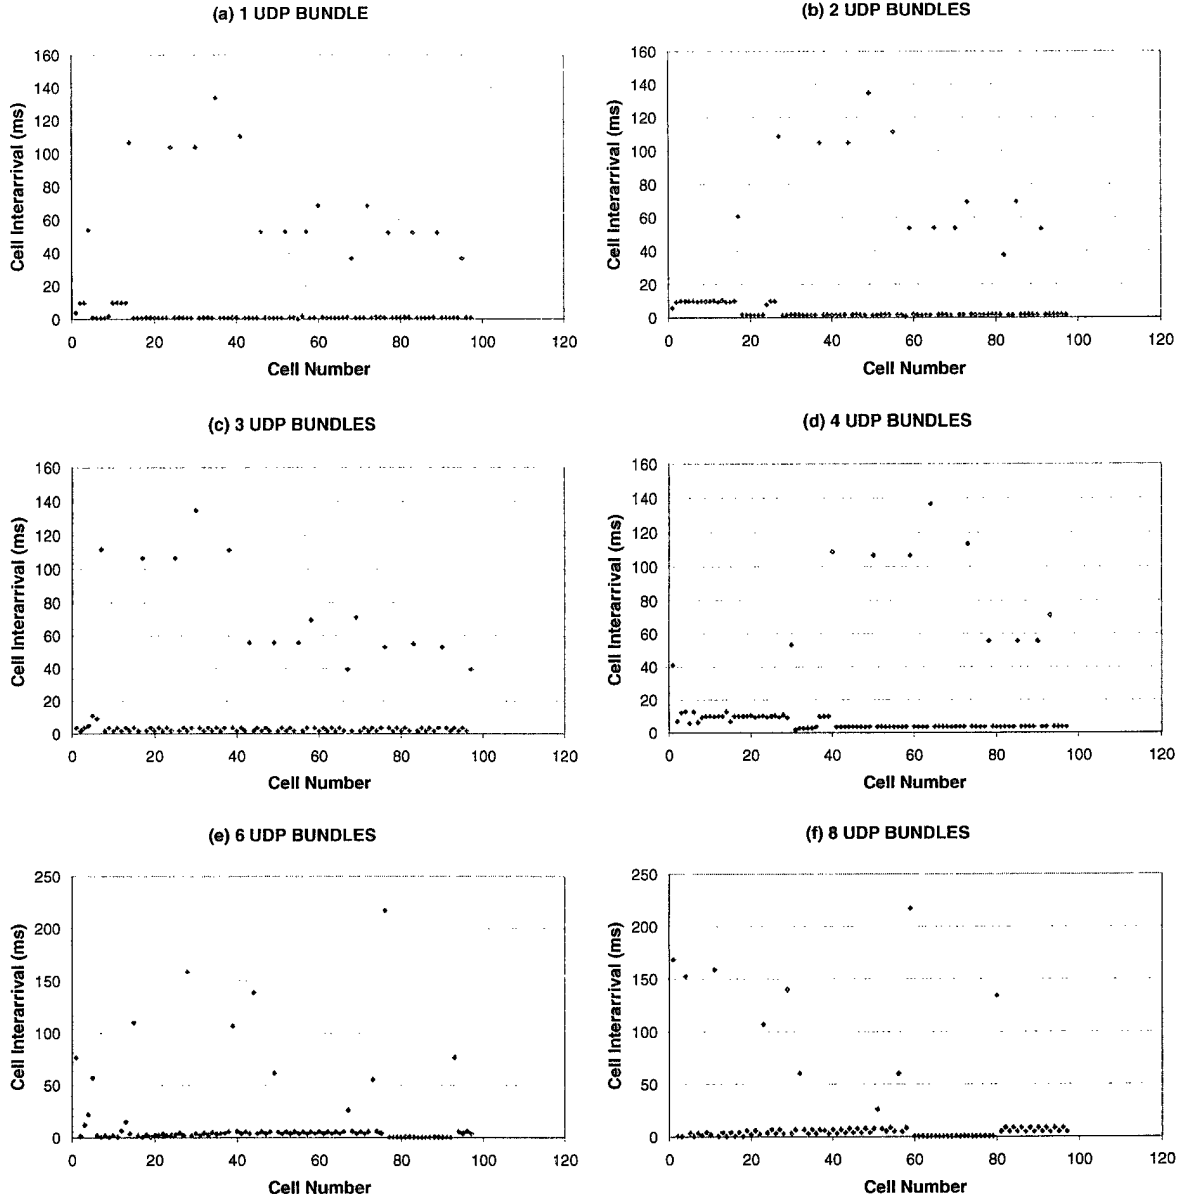 (a) 1 UDP BUNDLE
160
140
120
100
80
60
40
20
0
Cell Interarrival (ms)
0 20 40 60 80 100 120
Cell Number
(b) 2 UDP BUNDLES
160
140
120
100
80
60
40
20
0
Cell Interarrival (ms)
0 20 40 60 80 100 120
Cell Number
(c) 3 UDP BUNDLES
160
140
120
100
80
60
40
20
0
Cell Interarrival (ms)
0 20 40 60 80 100 120
Cell Number
(d) 4 UDP BUNDLES
160
140
120
100
80
60
40
20
0
Cell Interarrival (ms)
0 20 40 60 80 100 120
Cell Number
(e) 6 UDP BUNDLES
250
200
150
100
50
0
Cell Interarrival (ms)
0 20 40 60 80 100 120
Cell Number
(f) 8 UDP BUNDLES
250
200
150
100
50
0
Cell Interarrival (ms)
0 20 40 60 80 100 120
Cell Number